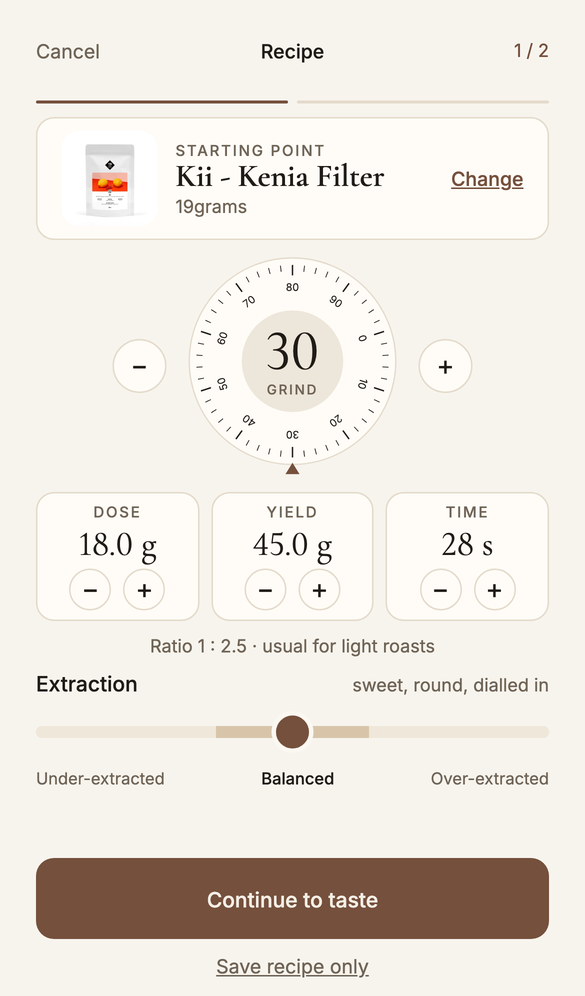 Cancel
Recipe
1 / 2
STARTING POINT
Kii - Kenia Filter
19grams
Change
80
90
70
60
0
50
10
40
20
30
30
GRIND
−
+
DOSE
18.0 g
− +
YIELD
45.0 g
− +
TIME
28 s
− +
Ratio 1 : 2.5 · usual for light roasts
Extraction
sweet, round, dialled in
Under-extracted
Balanced
Over-extracted
Continue to taste
Save recipe only